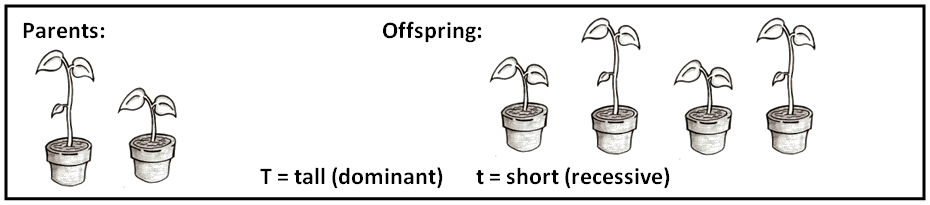 Parents:
Offspring:
T = tall (dominant)
t = short (recessive)